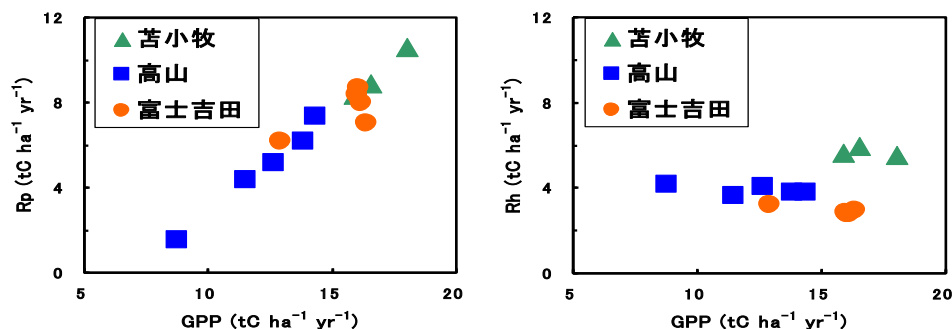 12
8
4
0
Rp (tC ha⁻¹ yr⁻¹)
苫小牧
高山
富士吉田
5 10 15 20
GPP (tC ha⁻¹ yr⁻¹)
12
8
4
0
Rh (tC ha⁻¹ yr⁻¹)
苫小牧
高山
富士吉田
5 10 15 20
GPP (tC ha⁻¹ yr⁻¹)